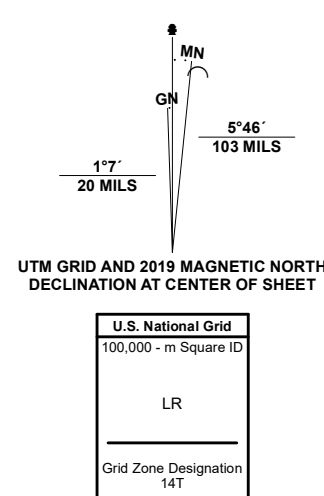 MN
GN
5°46´
103 MILS
1°7´
20 MILS
UTM GRID AND 2019 MAGNETIC NORTH
DECLINATION AT CENTER OF SHEET
U.S. National Grid
100,000 - m Square ID
LR
Grid Zone Designation
14T